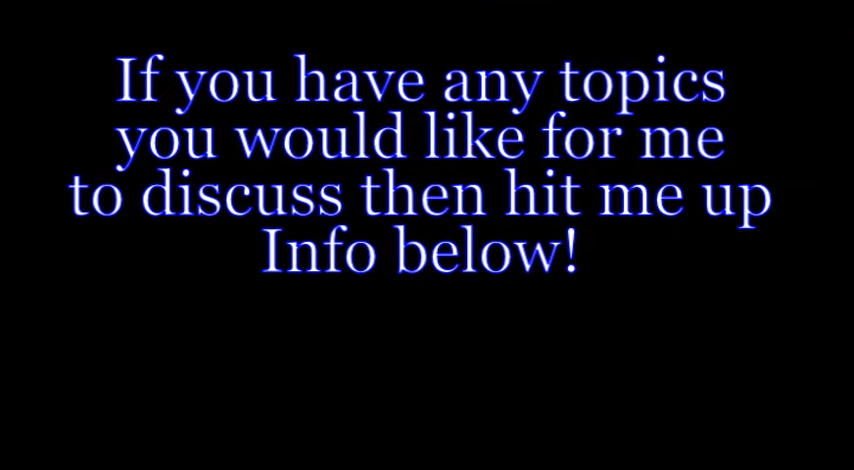 If you have any topics
you would like for me
to discuss then hit me up
Info below!